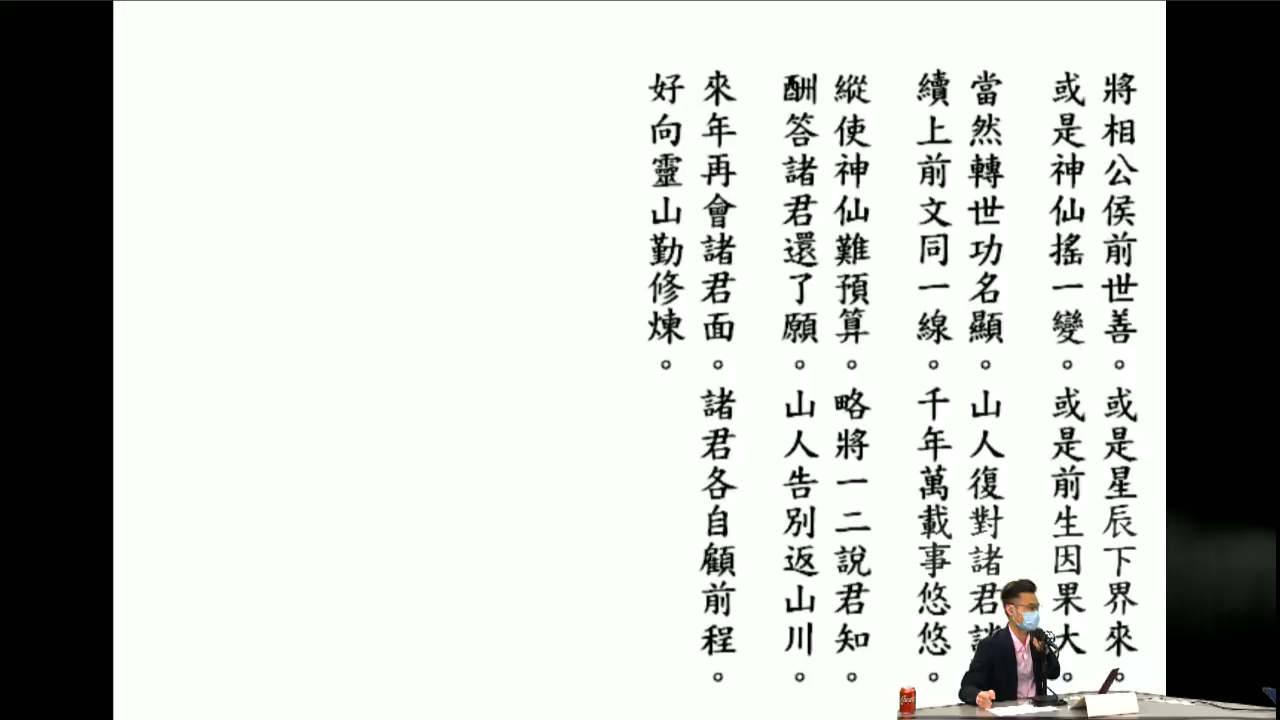 將相公侯前世善。或是星辰下界來。
或是神仙搖一變。或是前生因果大。
當然轉世功名顯。山人復對諸君談
續上前文同一線。千年萬載事悠悠。
縱使神仙難預算。略將一二說君知。
酬答諸君還了願。山人告別返山川。
來年再會諸君面。諸君各自顧前程。
好向靈山勤修煉。